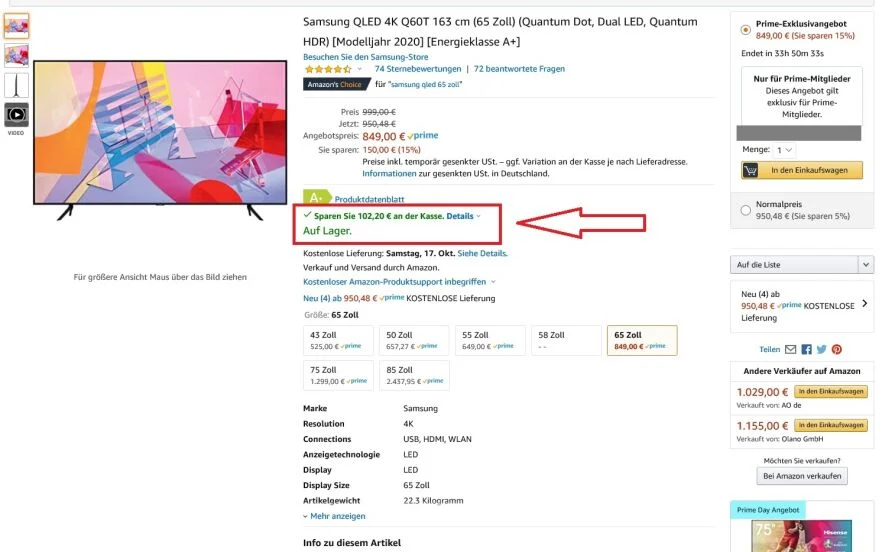 VIDEO
Für größere Ansicht Maus über das Bild ziehen
Samsung QLED 4K Q60T 163 cm (65 Zoll) (Quantum Dot, Dual LED, Quantum
HDR) [Modelljahr 2020] [Energieklasse A+]
Besuchen Sie den Samsung-Store
74 Sternebewertungen | 72 beantwortete Fragen
Amazon's Choice für "samsung qled 65 zoll"
Preis 999,00 €
Jetzt: 950,48 €
Angebotspreis: 849,00 € prime
Sie sparen: 150,00 € (15%)
Preise inkl. temporär gesenkter USt. – ggf. Variation an der Kasse je nach Lieferadresse.
Informationen zur gesenkten USt. in Deutschland.
A+ Produktdatenblatt
Sparen Sie 102,20 € an der Kasse. Details
Auf Lager.
Kostenlose Lieferung: Samstag, 17. Okt. Siehe Details.
Verkauf und Versand durch Amazon.
Kostenloser Amazon-Produktsupport inbegriffen
Neu (4) ab 950,48 € prime KOSTENLOSE Lieferung
Größe: 65 Zoll
43 Zoll 50 Zoll 55 Zoll 58 Zoll 65 Zoll
525,00 € prime 657,27 € prime 649,00 € prime - - 849,00 € prime
75 Zoll 85 Zoll
1.299,00 € prime 2.437,95 € prime
Marke Samsung
Resolution 4K
Connections USB, HDMI, WLAN
Anzeigetechnologie LED
Display LED
Display Size 65 Zoll
Artikelgewicht 22.3 Kilogramm
Mehr anzeigen
Info zu diesem Artikel
Prime-Exklusivangebot
849,00 € (Sie sparen 15%)
Endet in 33h 50m 33s
Nur für Prime-Mitglieder
Dieses Angebot gilt
exklusiv für Prime-
Mitglieder.
Menge: 1
In den Einkaufswagen
Normalpreis
950,48 € (Sie sparen 5%)
Auf die Liste
Neu (4) ab
950,48 € prime KOSTENLOSE
Lieferung
Teilen
Andere Verkäufer auf Amazon
1.029,00 € In den Einkaufswagen
Verkauft von: AO de
1.155,00 € In den Einkaufswagen
Verkauft von: Olano GmbH
Möchten Sie verkaufen?
Bei Amazon verkaufen
Prime Day Angebot
75"
Hisense